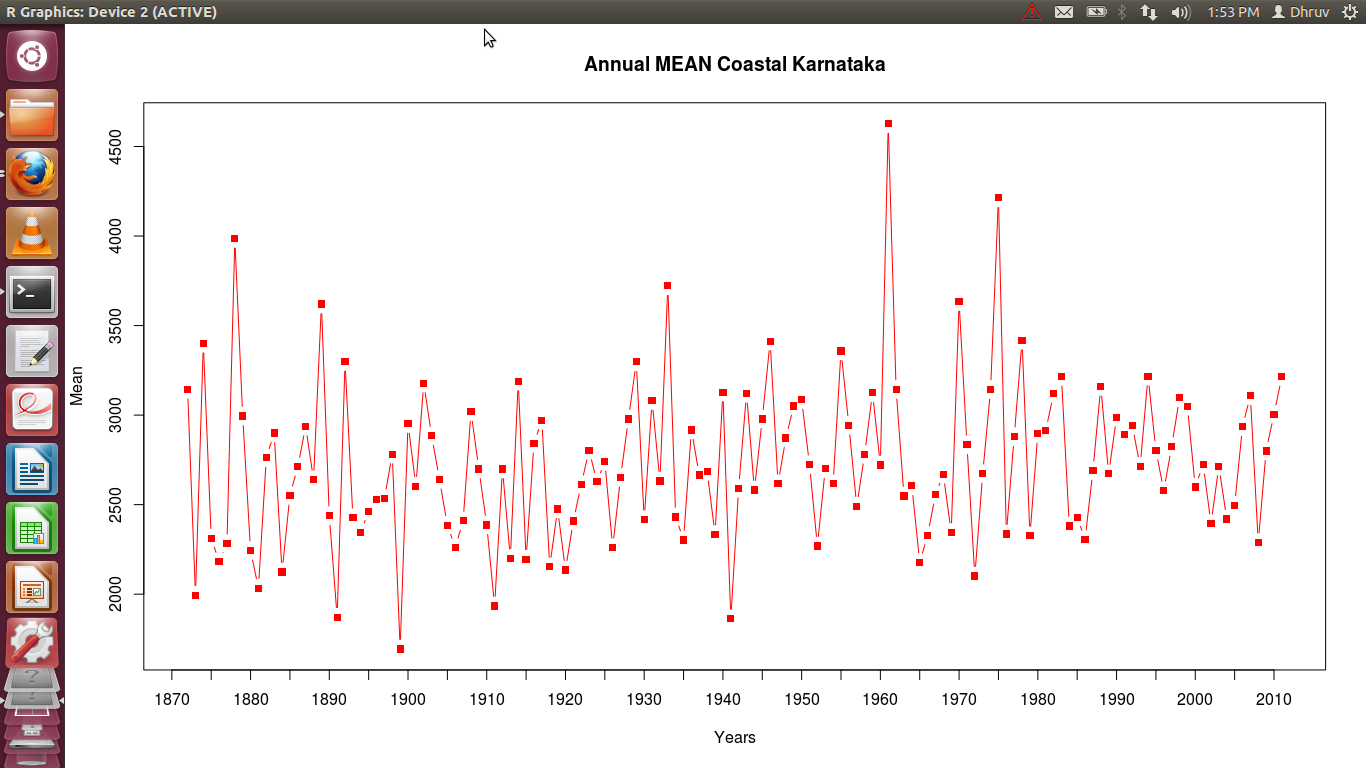 R Graphics: Device 2 (ACTIVE)
1:53 PM Dhruv
Annual MEAN Coastal Karnataka
4500
4000
3500
3000
2500
2000
Mean
1870 1880 1890 1900 1910 1920 1930 1940 1950 1960 1970 1980 1990 2000 2010
Years